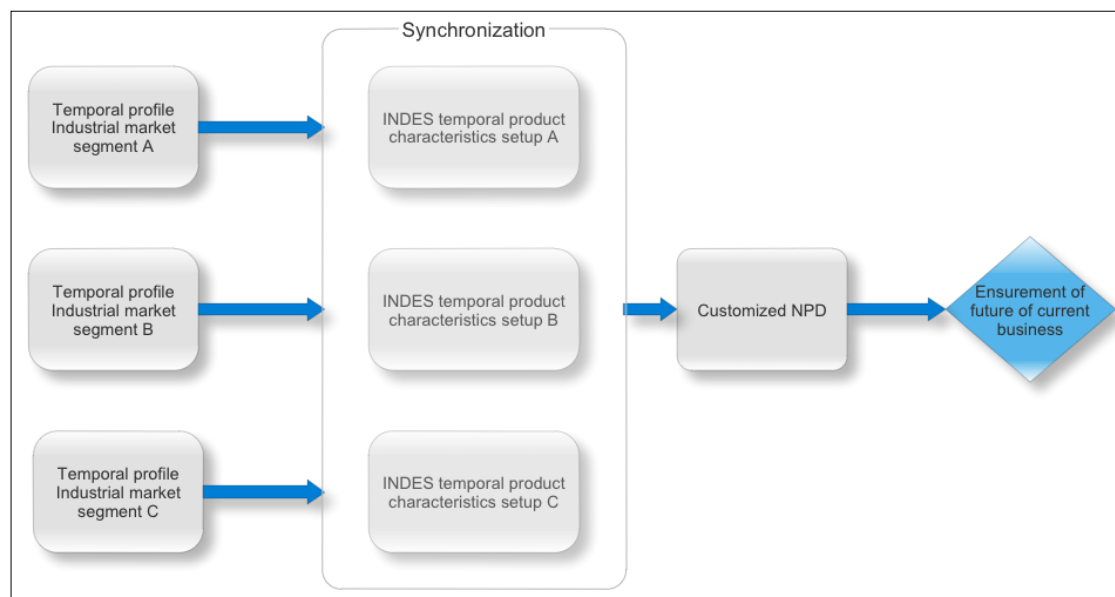 Synchronization
Temporal profile
Industrial market
segment A
INDES temporal product
characteristics setup A
Temporal profile
Industrial market
segment B
INDES temporal product
characteristics setup B
Customized NPD
Ensurement of
future of current
business
Temporal profile
Industrial market
segment C
INDES temporal product
characteristics setup C